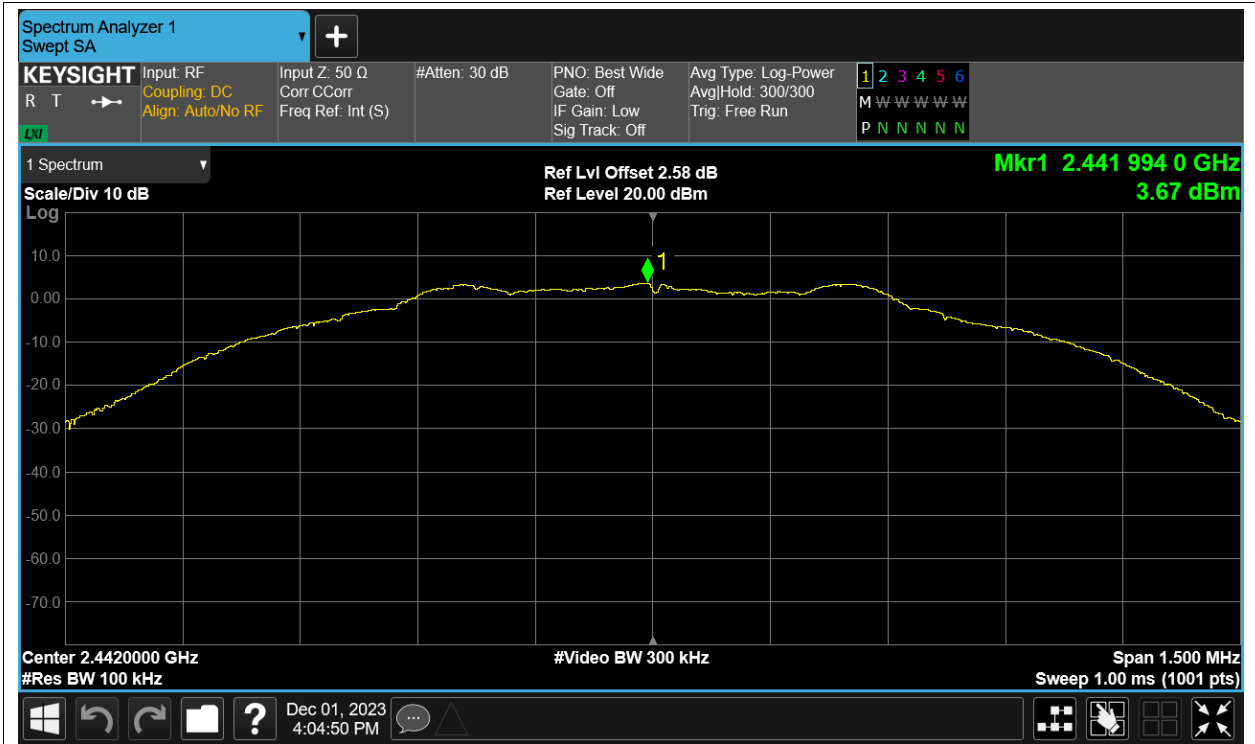 Spectrum Analyzer 1
Swept SA
KEYSIGHT
R T
LXI
Input: RF
Coupling: DC
Align: Auto/No RF
Input Z: 50 Ω
Corr CCorr
Freq Ref: Int (S)
#Atten: 30 dB
PNO: Best Wide
Gate: Off
IF Gain: Low
Sig Track: Off
Avg Type: Log-Power
Avg|Hold: 300/300
Trig: Free Run
1 2 3 4 5 6
M W W W W W
P N N N N N
1 Spectrum
Scale/Div 10 dB
Ref Lvl Offset 2.58 dB
Ref Level 20.00 dBm
Mkr1 2.441 994 0 GHz
3.67 dBm
Log
10.0
0.00
-10.0
-20.0
-30.0
-40.0
-50.0
-60.0
-70.0
1
Center 2.4420000 GHz
#Res BW 100 kHz
#Video BW 300 kHz
Span 1.500 MHz
Sweep 1.00 ms (1001 pts)
?
Dec 01, 2023
4:04:50 PM